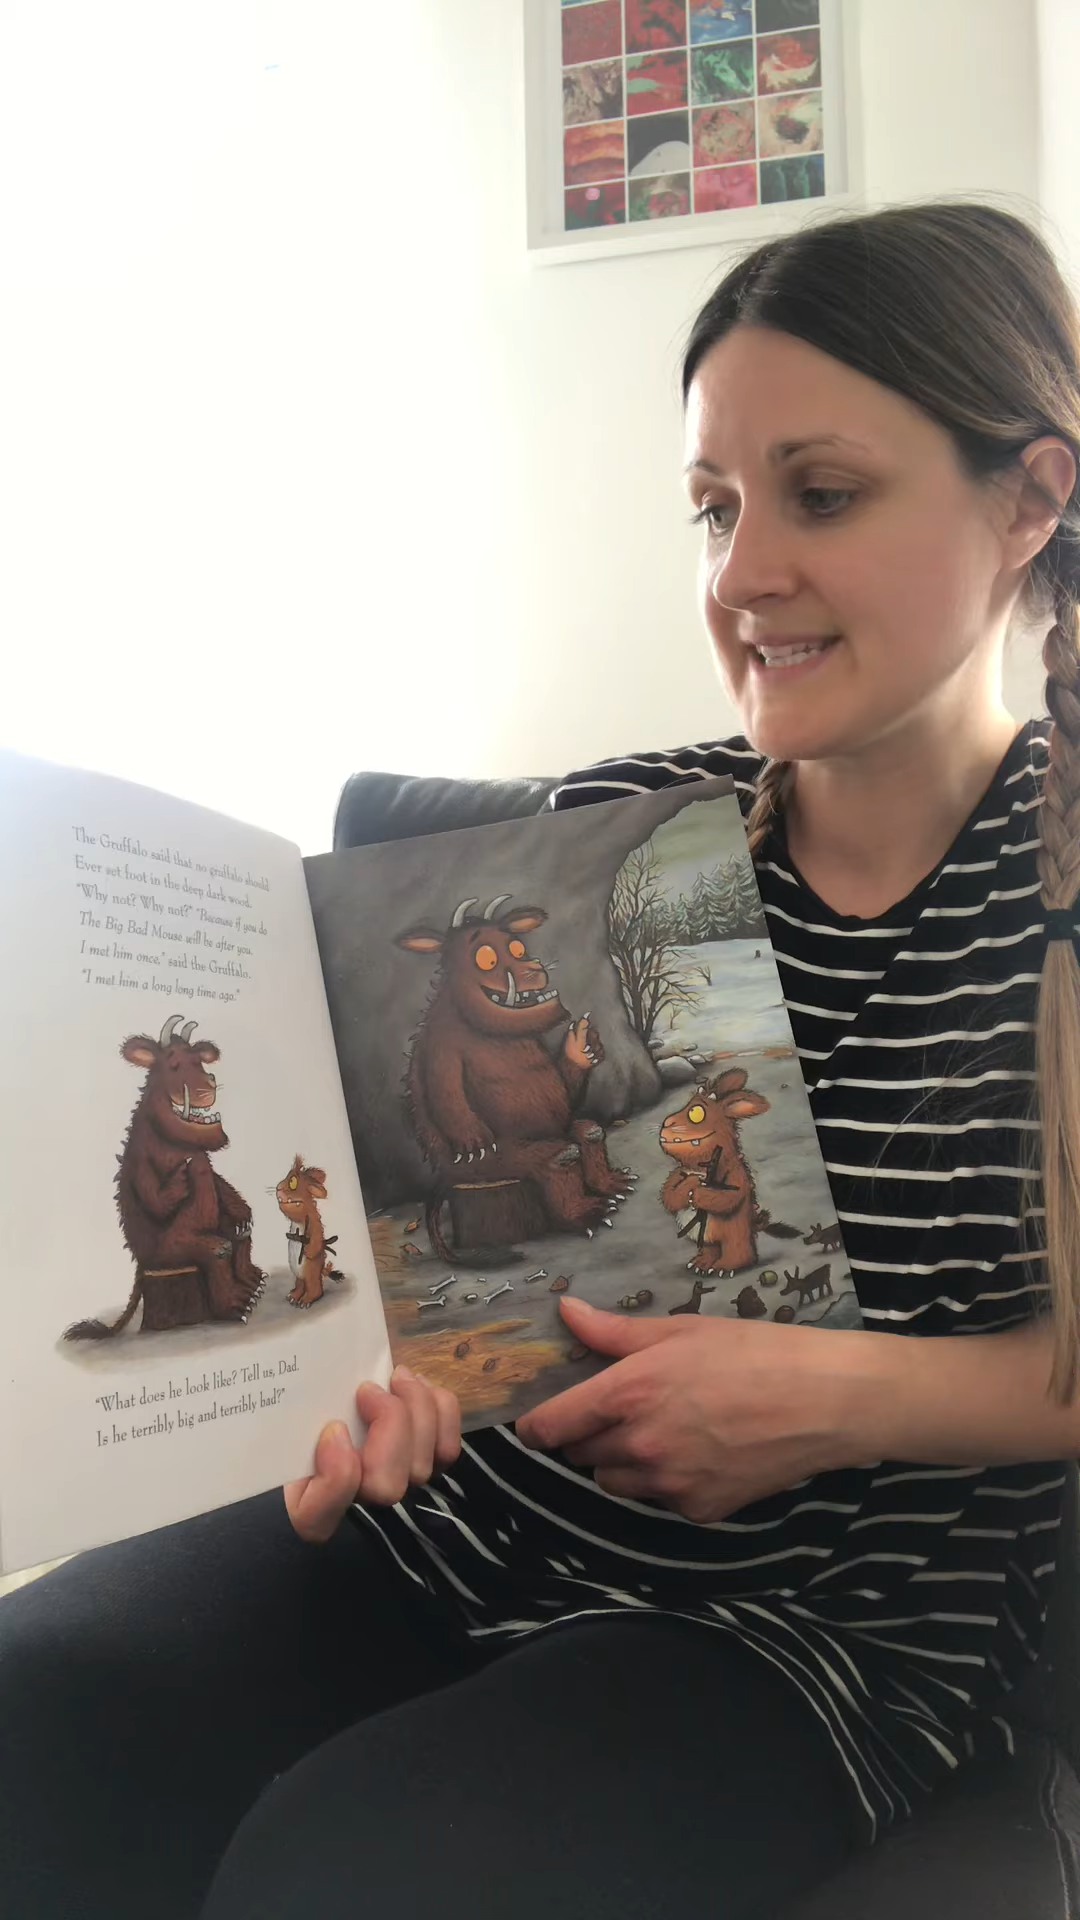 The Gruffalo said that no gruffalo should
Ever set foot in the deep dark wood.
"Why not? Why not?" "Because if you do
The Big Bad Mouse will be after you.
I met him once," said the Gruffalo.
"I met him a long long time ago."
"What does he look like? Tell us, Dad.
Is he terribly big and terribly bad?"